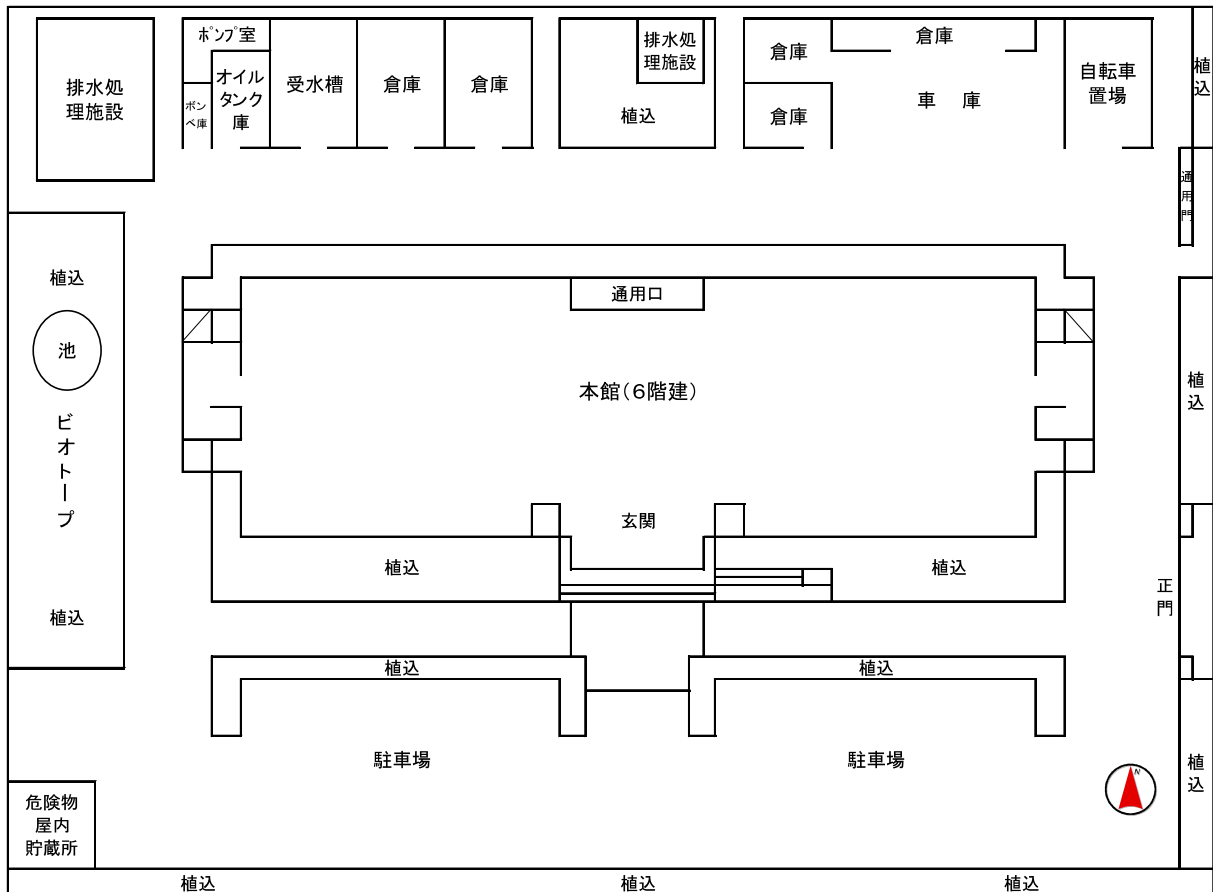 ポンプ室
排水処
理施設
オイル
タンク
庫
ボン
ベ庫
受水槽
倉庫
倉庫
排水処
理施設
植込
倉庫
倉庫
倉庫
車 庫
自転車
置場
植込
通用門
植込
池
ビオトープ
植込
通用口
本館(6階建)
玄関
植込
植込
植込
正門
植込
植込
駐車場
駐車場
植込
N
危険物
屋内
貯蔵所
植込
植込
植込